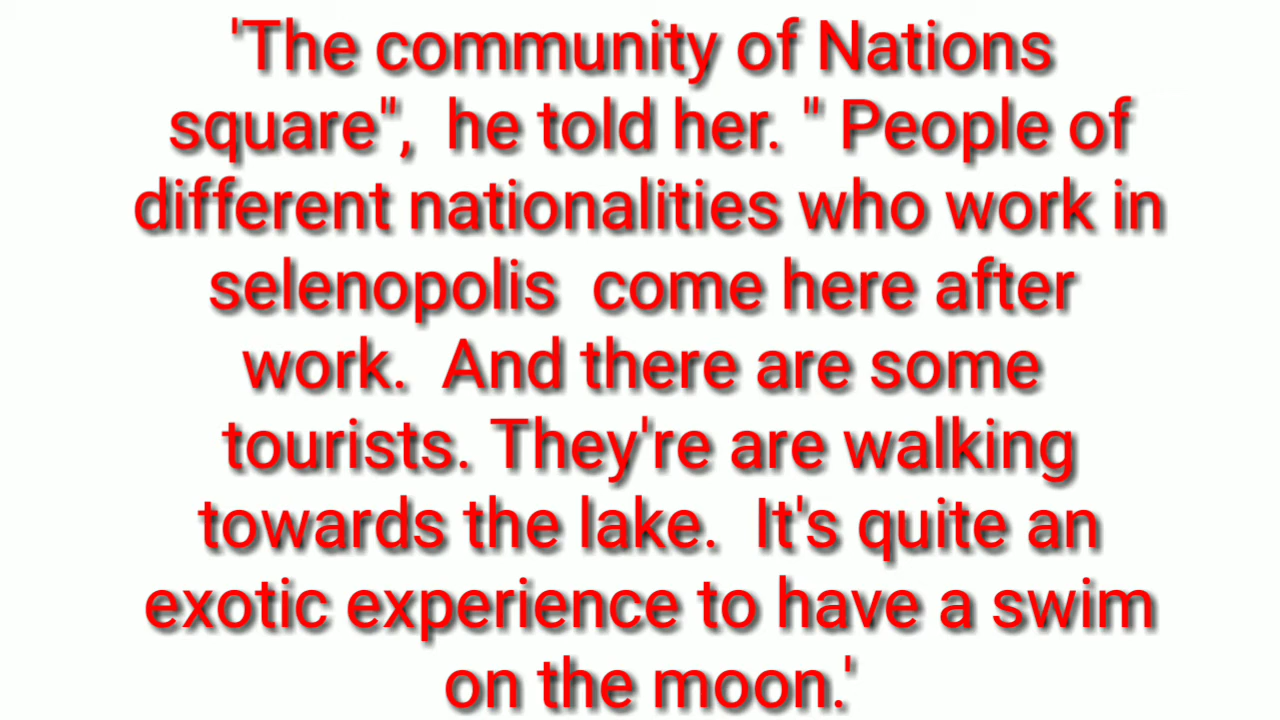 'The community of Nations
square", he told her. " People of
different nationalities who work in
selenopolis come here after
work. And there are some
tourists. They're are walking
towards the lake. It's quite an
exotic experience to have a swim
on the moon.'